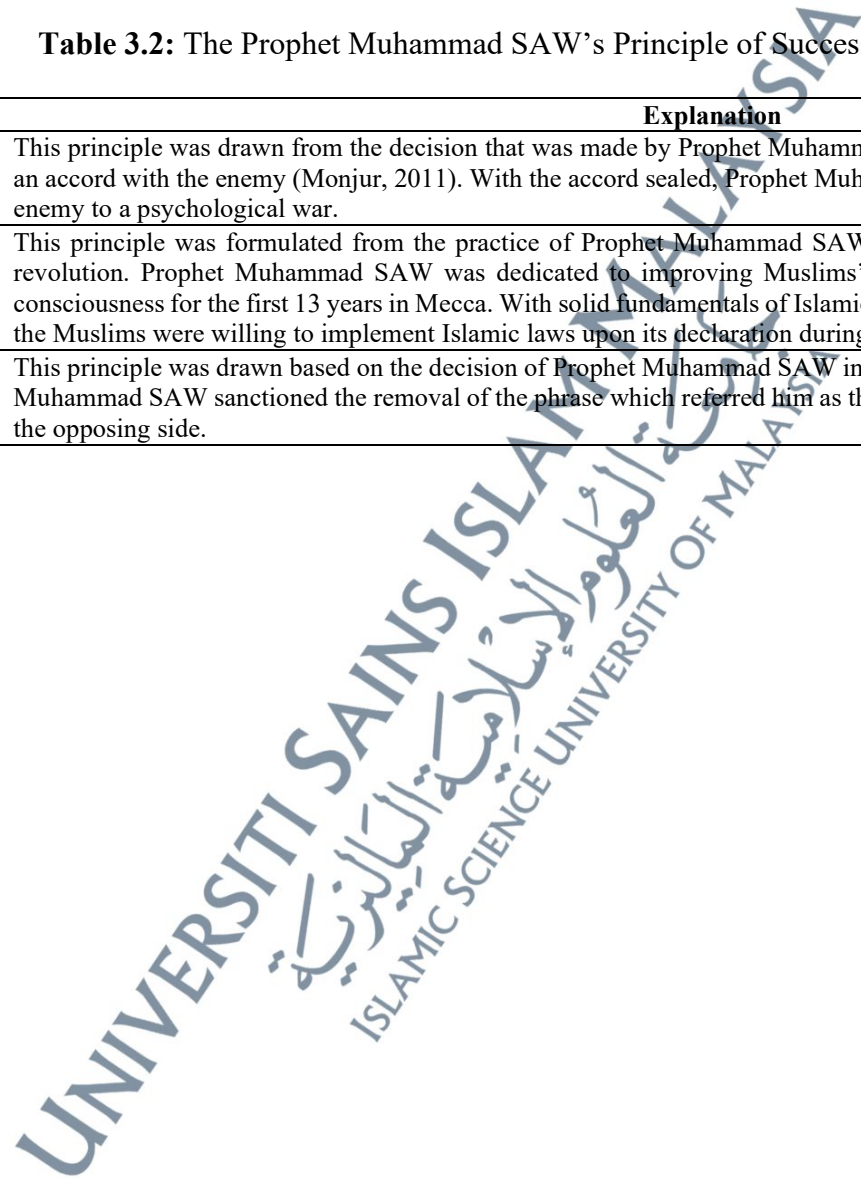 Table 3.2: The Prophet Muhammad SAW’s Principle of Succes
Explanation
This principle was drawn from the decision that was made by Prophet Muhamm
an accord with the enemy (Monjur, 2011). With the accord sealed, Prophet Muh
enemy to a psychological war.
This principle was formulated from the practice of Prophet Muhammad SAW
revolution. Prophet Muhammad SAW was dedicated to improving Muslims’
consciousness for the first 13 years in Mecca. With solid fundamentals of Islami
the Muslims were willing to implement Islamic laws upon its declaration during
This principle was drawn based on the decision of Prophet Muhammad SAW in
Muhammad SAW sanctioned the removal of the phrase which referred him as th
the opposing side.
UNIVERSITI SAINS ISLAM MALAYSIA
جامعة العلوم الإسلامية الماليزية
ISLAMIC SCIENCE UNIVERSITY OF MALAYSIA